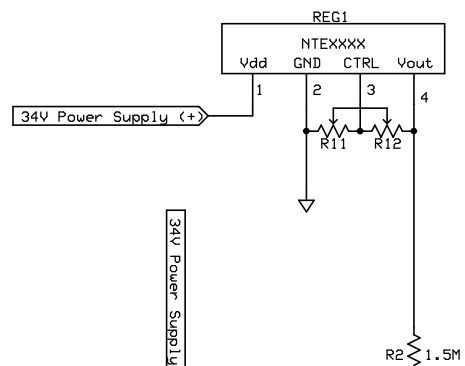 REG1
NTEXXXX
Vdd GND CTRL Vout
1 2 3 4
34V Power Supply (+)
R11 R12
34V Power Supply
R2 1.5M